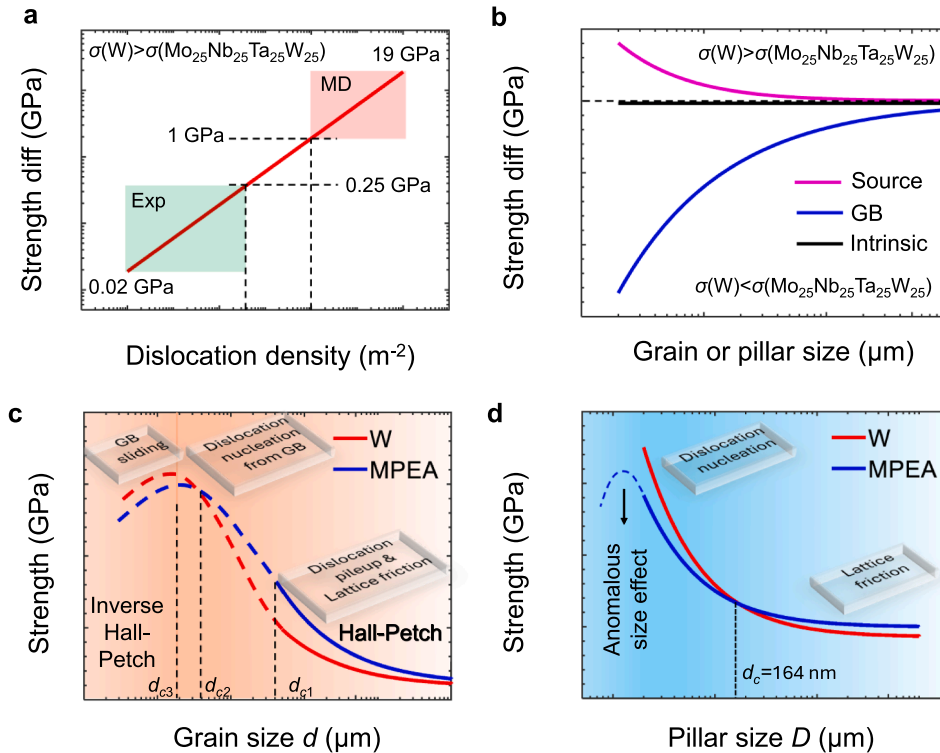 a
σ(W)>σ(Mo25Nb25Ta25W25)
19 GPa
MD
1 GPa
0.25 GPa
Exp
0.02 GPa
Strength diff (GPa)
Dislocation density (m-2)
b
σ(W)>σ(Mo25Nb25Ta25W25)
Source
GB
Intrinsic
σ(W)<σ(Mo25Nb25Ta25W25)
Strength diff (GPa)
Grain or pillar size (μm)
c
GB
sliding
Dislocation
nucleation
from GB
W
MPEA
Dislocation
pileup &
Lattice friction
Inverse
Hall-
Petch
Hall-Petch
dc3
dc2
dc1
Strength (GPa)
Grain size d (μm)
d
Dislocation
nucleation
W
MPEA
Anomalous
size effect
Lattice
friction
dc=164 nm
Strength (GPa)
Pillar size D (μm)